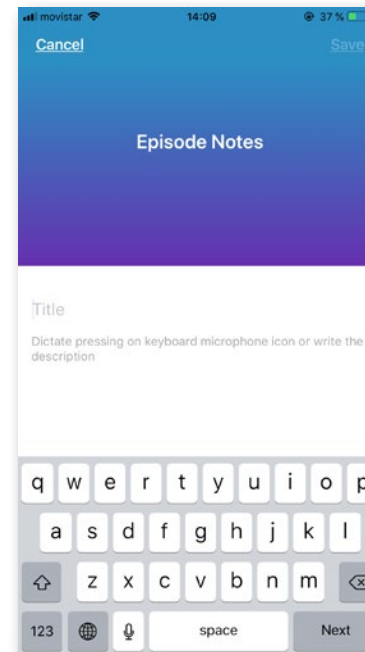 movistar 14:09 37 %
Cancel Save
Episode Notes
Title
Dictate pressing on keyboard microphone icon or write the
description
q w e r t y u i o p
a s d f g h j k l
z x c v b n m
123 space Next